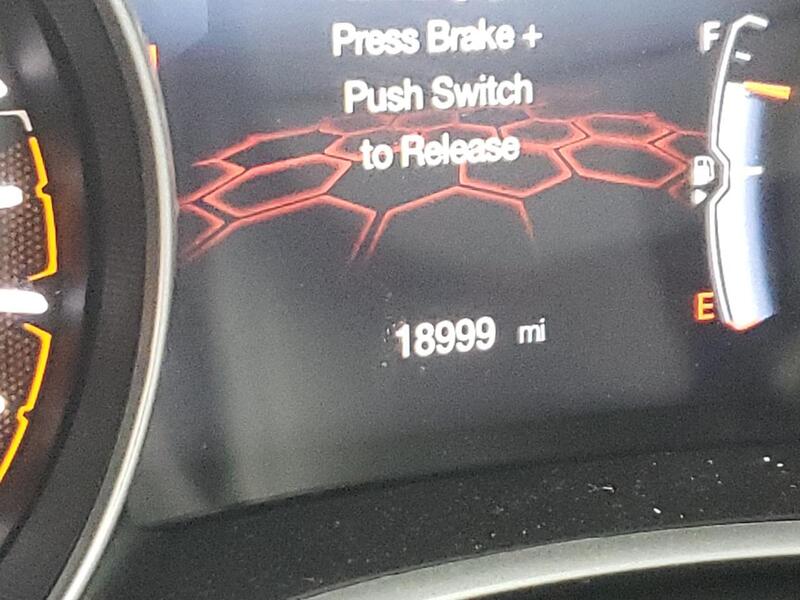 Press Brake +
Push Switch
to Release
F
E
18999 mi